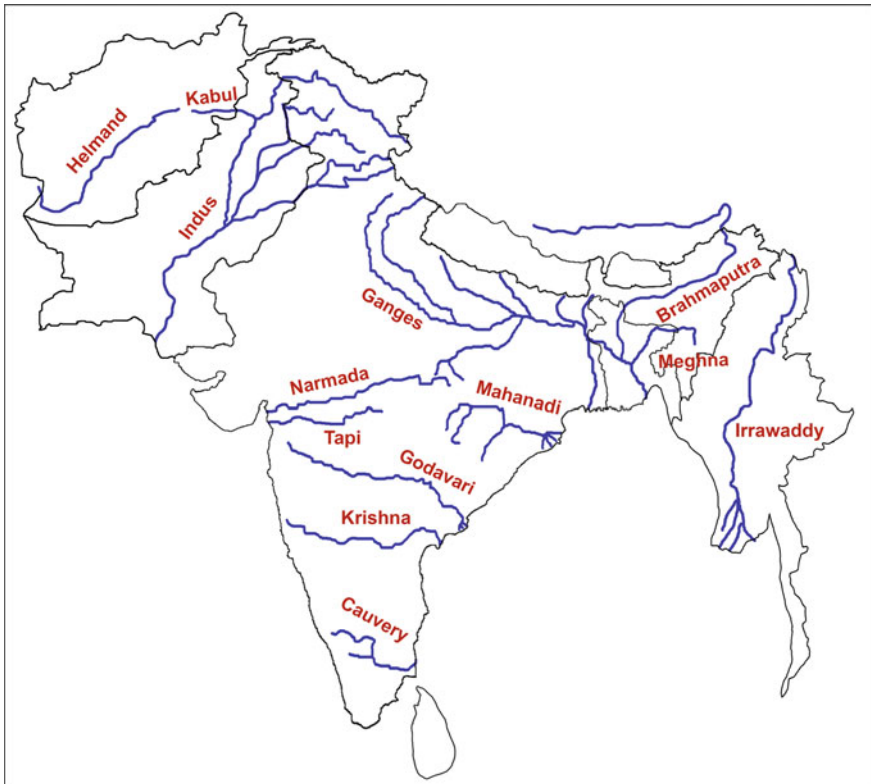 Kabul
Helmand
Indus
Ganges
Brahmaputra
Meghna
Narmada
Mahanadi
Tapi
Irrawaddy
Godavari
Krishna
Cauvery